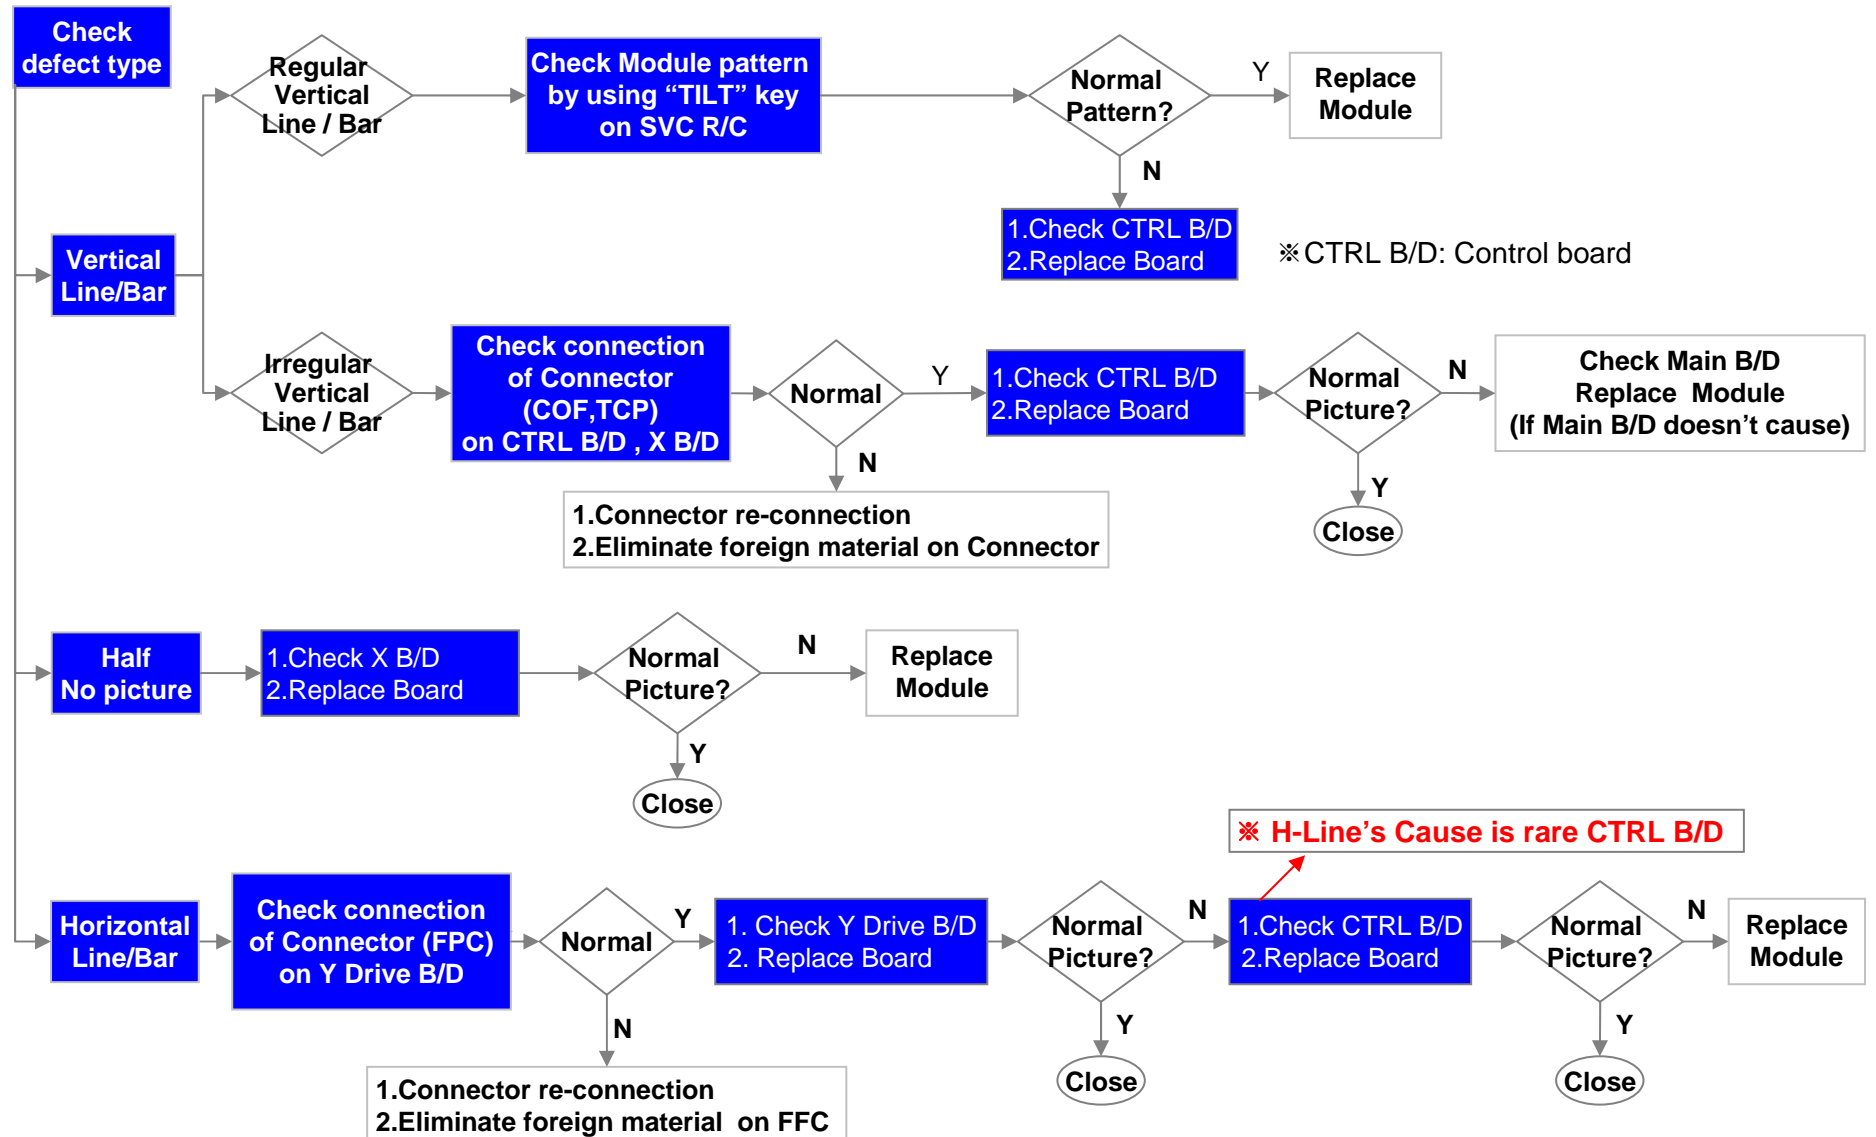 Check
defect type
Regular
Vertical
Line / Bar
Check Module pattern
by using “TILT” key
on SVC R/C
Normal
Pattern?
Y
Replace
Module
N
1.Check CTRL B/D
2.Replace Board
※CTRL B/D: Control board
Vertical
Line/Bar
Irregular
Vertical
Line / Bar
Check connection
of Connector
(COF,TCP)
on CTRL B/D , X B/D
Normal
Y
1.Check CTRL B/D
2.Replace Board
Normal
Picture?
N
Check Main B/D
Replace  Module
(If Main B/D doesn’t cause)
N
1.Connector re-connection
2.Eliminate foreign material on Connector
Y
Close
Half
No picture
1.Check X B/D
2.Replace Board
Normal
Picture?
N
Replace
Module
Y
Close
※ H-Line’s Cause is rare CTRL B/D
Horizontal
Line/Bar
Check connection
of Connector (FPC)
on Y Drive B/D
Normal
Y
1. Check Y Drive B/D
2. Replace Board
Normal
Picture?
N
1.Check CTRL B/D
2.Replace Board
Normal
Picture?
N
Replace
Module
N
1.Connector re-connection
2.Eliminate foreign material  on FFC
Y
Close
Y
Close